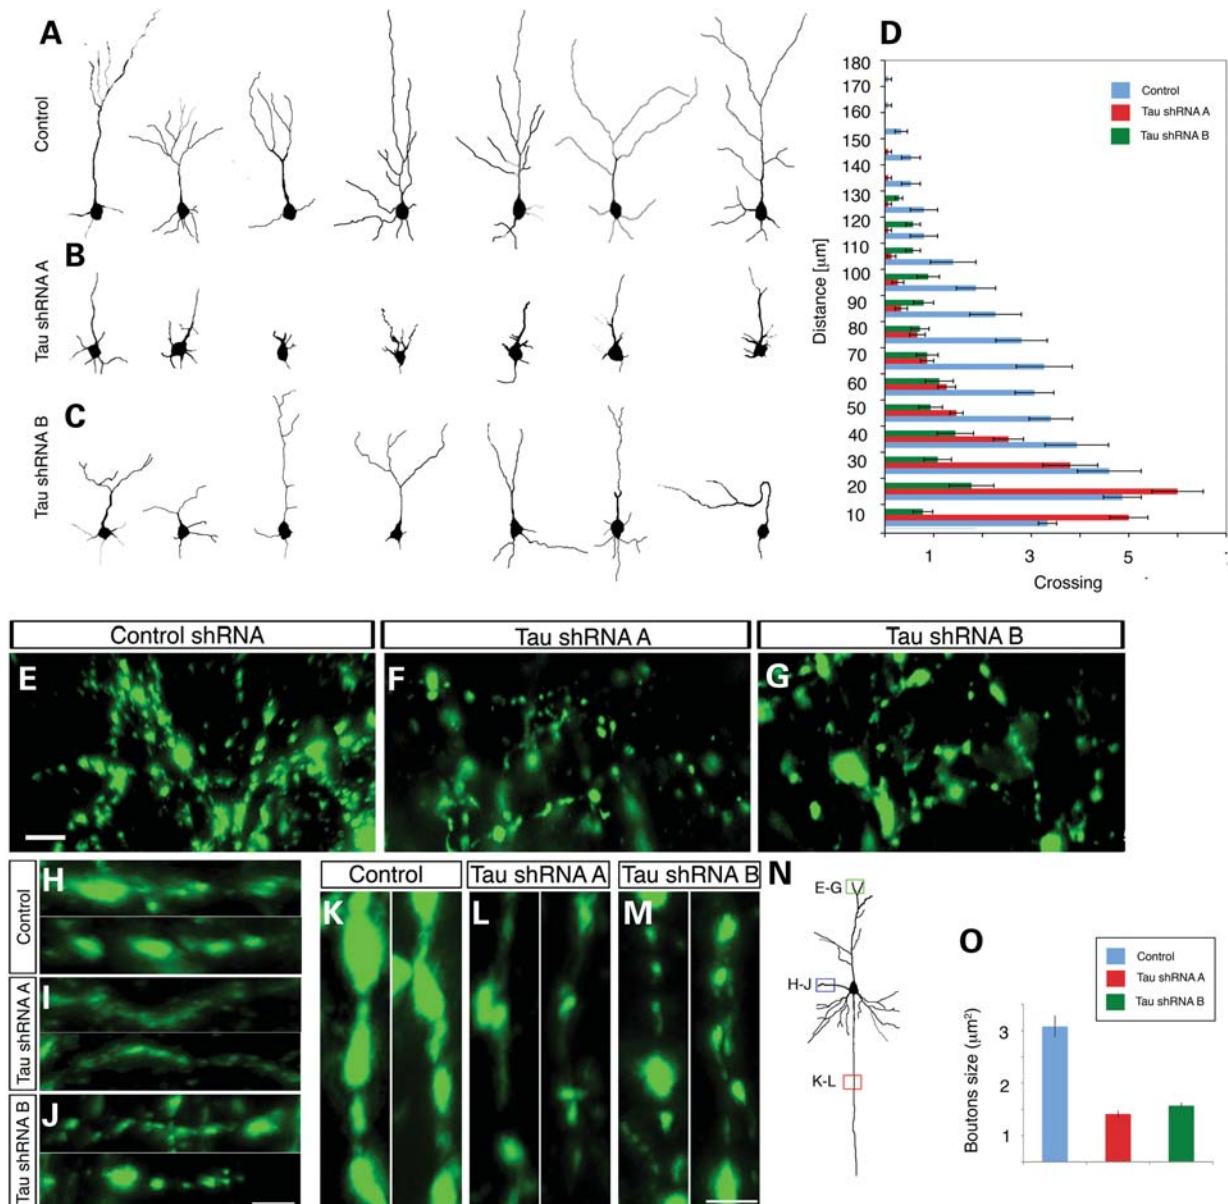 A
Control
B
Tau shRNA A
C
Tau shRNA B
D
180
170
160
150
140
130
120
110
100
90
80
70
60
50
40
30
20
10
Distance [µm]
1 3 5
Crossing
Control
Tau shRNA A
Tau shRNA B
Control shRNA
Tau shRNA A
Tau shRNA B
E
F
G
Control
H
Tau shRNA A
I
Tau shRNA B
J
Control
Tau shRNA A
Tau shRNA B
K
L
M
N
E-G
H-J
K-L
O
Control
Tau shRNA A
Tau shRNA B
Boutons size (µm²)
3
2
1